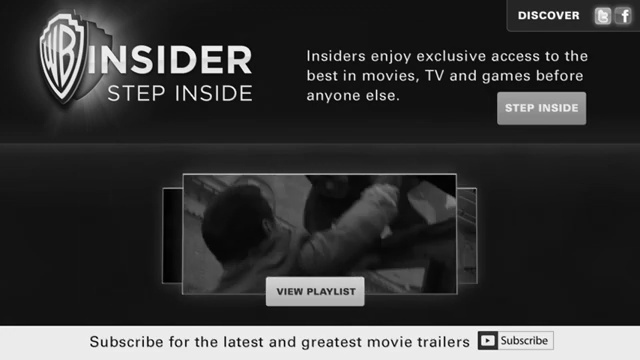 DISCOVER
WB INSIDER
STEP INSIDE
Insiders enjoy exclusive access to the
best in movies, TV and games before
anyone else.
STEP INSIDE
VIEW PLAYLIST
Subscribe for the latest and greatest movie trailers Subscribe